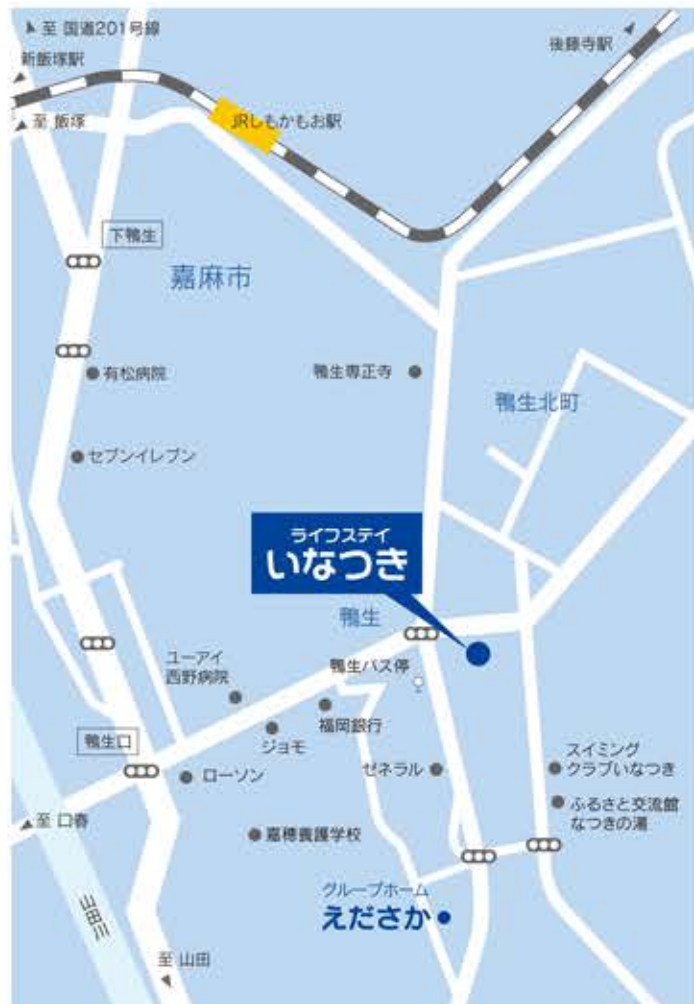 至 国道201号線
新飯塚駅
後藤寺駅
至 飯塚
JRしもかもお駅
下鴨生
嘉麻市
有松病院
鴨生専正寺
鴨生北町
セブンイレブン
ライフステイ
いなつき
鴨生
ユーアイ
西野病院
鴨生バス停
福岡銀行
ジョモ
鴨生口
ローソン
ゼネラル
スイミング
クラブいなつき
ふるさと交流館
なつきの湯
至 口春
嘉穂養護学校
グループホーム
えださか
山田川
至 山田